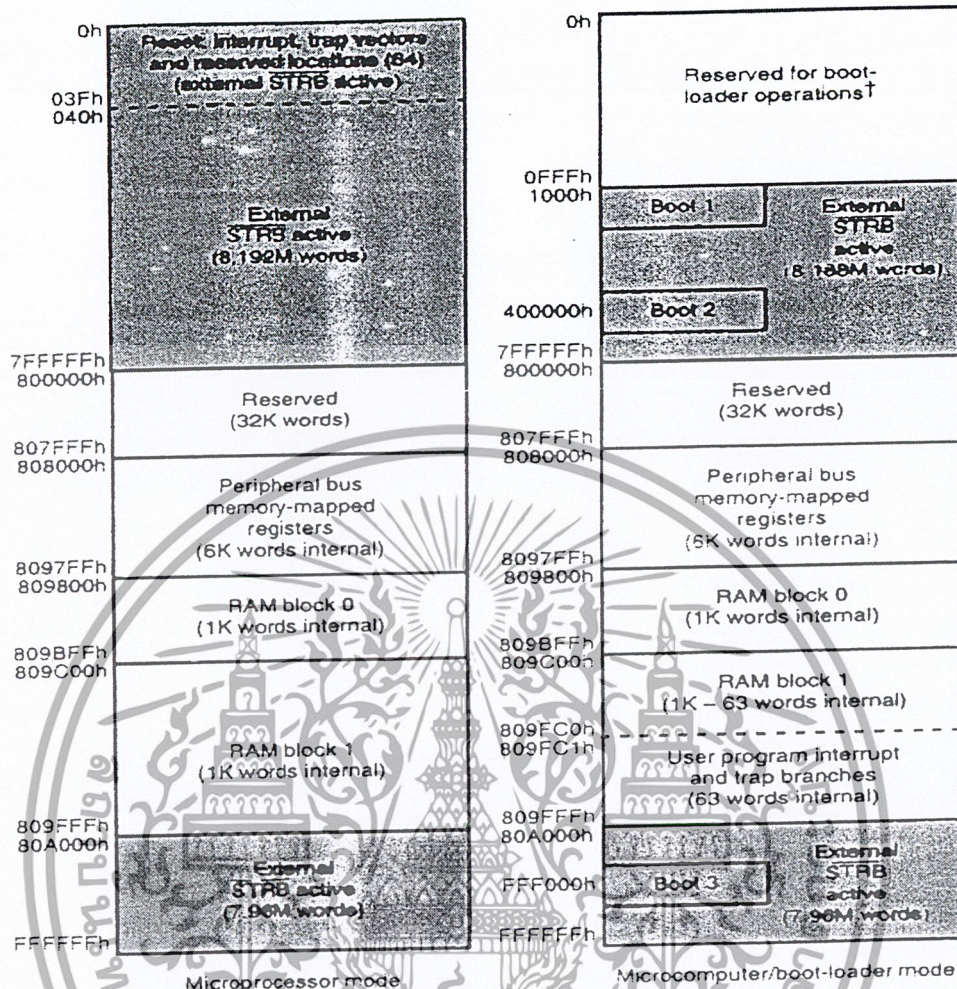 0h
Reset, interrupt, trap vectors
and reserved locations (64)
(external STRB active)
03Fh
040h
External
STRB active
(8,192M words)
7FFFFFh
800000h
Reserved
(32K words)
807FFFh
808000h
Peripheral bus
memory-mapped
registers
(6K words internal)
8097FFh
809800h
RAM block 0
(1K words internal)
809BFFh
809C00h
RAM block 1
(1K words internal)
809FFFh
80A000h
External
STRB active
(7.96M words)
FFFFFFh
Microprocessor mode
0h
Reserved for boot-
loader operations†
0FFFh
1000h
Boot 1
External
STRB
active
(8,188M words)
400000h
Boot 2
7FFFFFh
800000h
Reserved
(32K words)
807FFFh
808000h
Peripheral bus
memory-mapped
registers
(6K words internal)
8097FFh
809800h
RAM block 0
(1K words internal)
809BFFh
809C00h
RAM block 1
(1K – 63 words internal)
809FC0h
809FC1h
User program interrupt
and trap branches
(63 words internal)
809FFFh
80A000h
External
STRB
active
(7.96M words)
FFF000h
Boot 3
FFFFFFh
Microcomputer/boot-loader mode